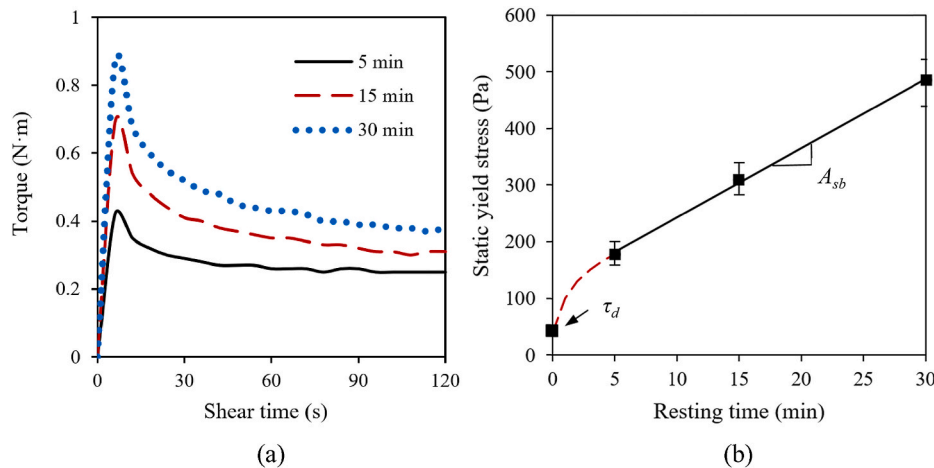 (a)
1
0.8
0.6
0.4
0.2
0
Torque (N·m)
5 min
15 min
30 min
0 30 60 90 120
Shear time (s)
(a)
600
500
400
300
200
100
0
Static yield stress (Pa)
A_sb
τ_d
0 5 10 15 20 25 30
Resting time (min)
(b)